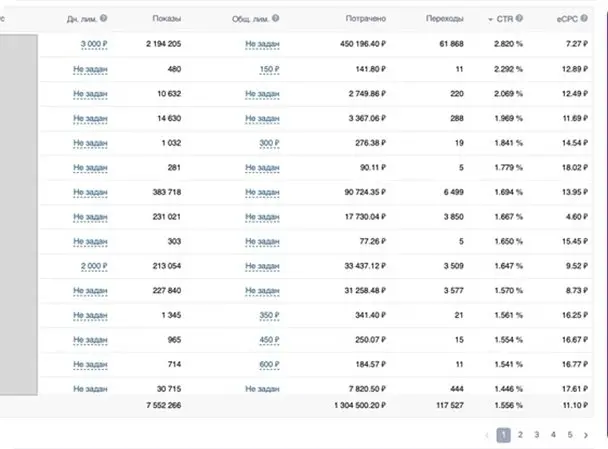 ус Дн. лим. ? Показы Общ. лим. ? Потрачено Переходы CTR ? eCPC ?
3 000 ₽ 2 194 205 Не задан 450 196.40 ₽ 61 868 2.820 % 7.27 ₽
Не задан 480 150 ₽ 141.80 ₽ 11 2.292 % 12.89 ₽
Не задан 10 632 Не задан 2 749.86 ₽ 220 2.069 % 12.49 ₽
Не задан 14 630 Не задан 3 367.06 ₽ 288 1.969 % 11.69 ₽
Не задан 1 032 300 ₽ 276.38 ₽ 19 1.841 % 14.54 ₽
Не задан 281 Не задан 90.11 ₽ 5 1.779 % 18.02 ₽
Не задан 383 718 Не задан 90 724.35 ₽ 6 499 1.694 % 13.95 ₽
Не задан 231 021 Не задан 17 730.04 ₽ 3 850 1.667 % 4.60 ₽
Не задан 303 Не задан 77.26 ₽ 5 1.650 % 15.45 ₽
2 000 ₽ 213 054 Не задан 33 437.12 ₽ 3 509 1.647 % 9.52 ₽
Не задан 227 840 Не задан 31 258.48 ₽ 3 577 1.570 % 8.73 ₽
Не задан 1 345 350 ₽ 341.40 ₽ 21 1.561 % 16.25 ₽
Не задан 965 450 ₽ 250.07 ₽ 15 1.554 % 16.67 ₽
Не задан 714 600 ₽ 184.57 ₽ 11 1.541 % 16.77 ₽
Не задан 30 715 Не задан 7 820.50 ₽ 444 1.446 % 17.61 ₽
7 552 266 1 304 500.20 ₽ 117 527 1.556 % 11.10 ₽
‹ 1 2 3 4 5 ›